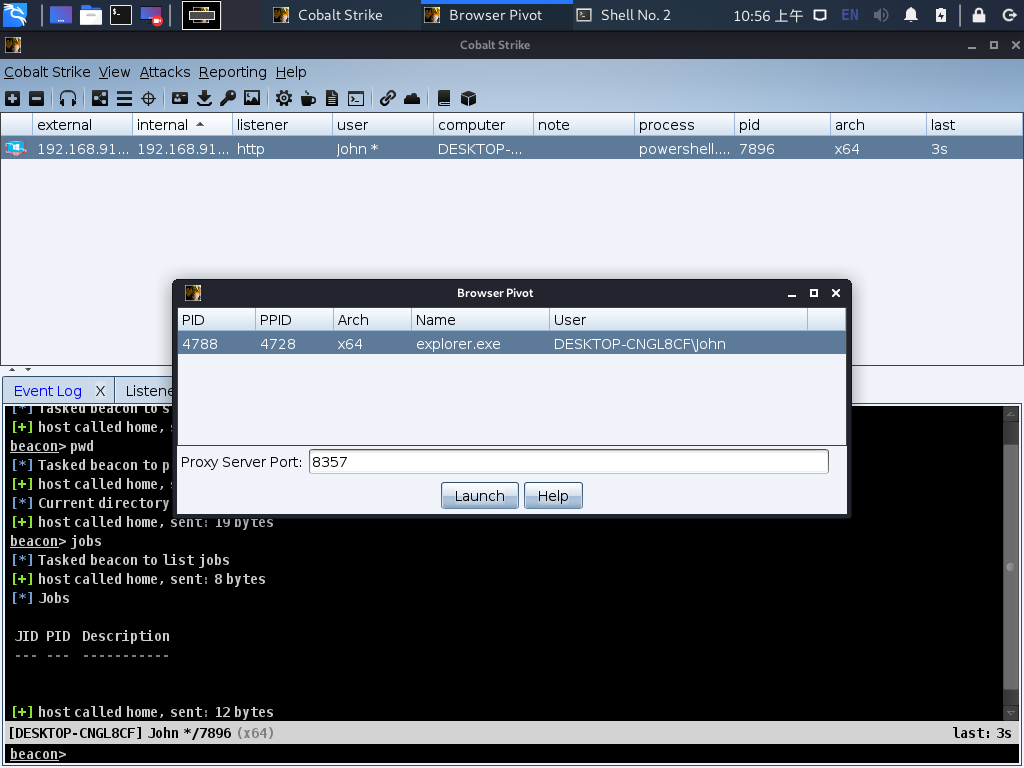 Cobalt Strike
Browser Pivot
Shell No. 2
10:56 上午
EN
Cobalt Strike
Cobalt Strike View Attacks Reporting Help
external internal listener user computer note process pid arch last
192.168.91... 192.168.91... http John * DESKTOP-... powershell.... 7896 x64 3s
Browser Pivot
PID PPID Arch Name User
4788 4728 x64 explorer.exe DESKTOP-CNGL8CF\John
Proxy Server Port: 8357
Launch Help
Event Log X Listene
[*] Tasked beacon to s
[+] host called home, s
beacon> pwd
[*] Tasked beacon to p
[+] host called home, s
[*] Current directory
[+] host called home, sent: 19 bytes
beacon> jobs
[*] Tasked beacon to list jobs
[+] host called home, sent: 8 bytes
[*] Jobs
JID PID Description
--- --- -----------
[+] host called home, sent: 12 bytes
[DESKTOP-CNGL8CF] John */7896 (x64) last: 3s
beacon>